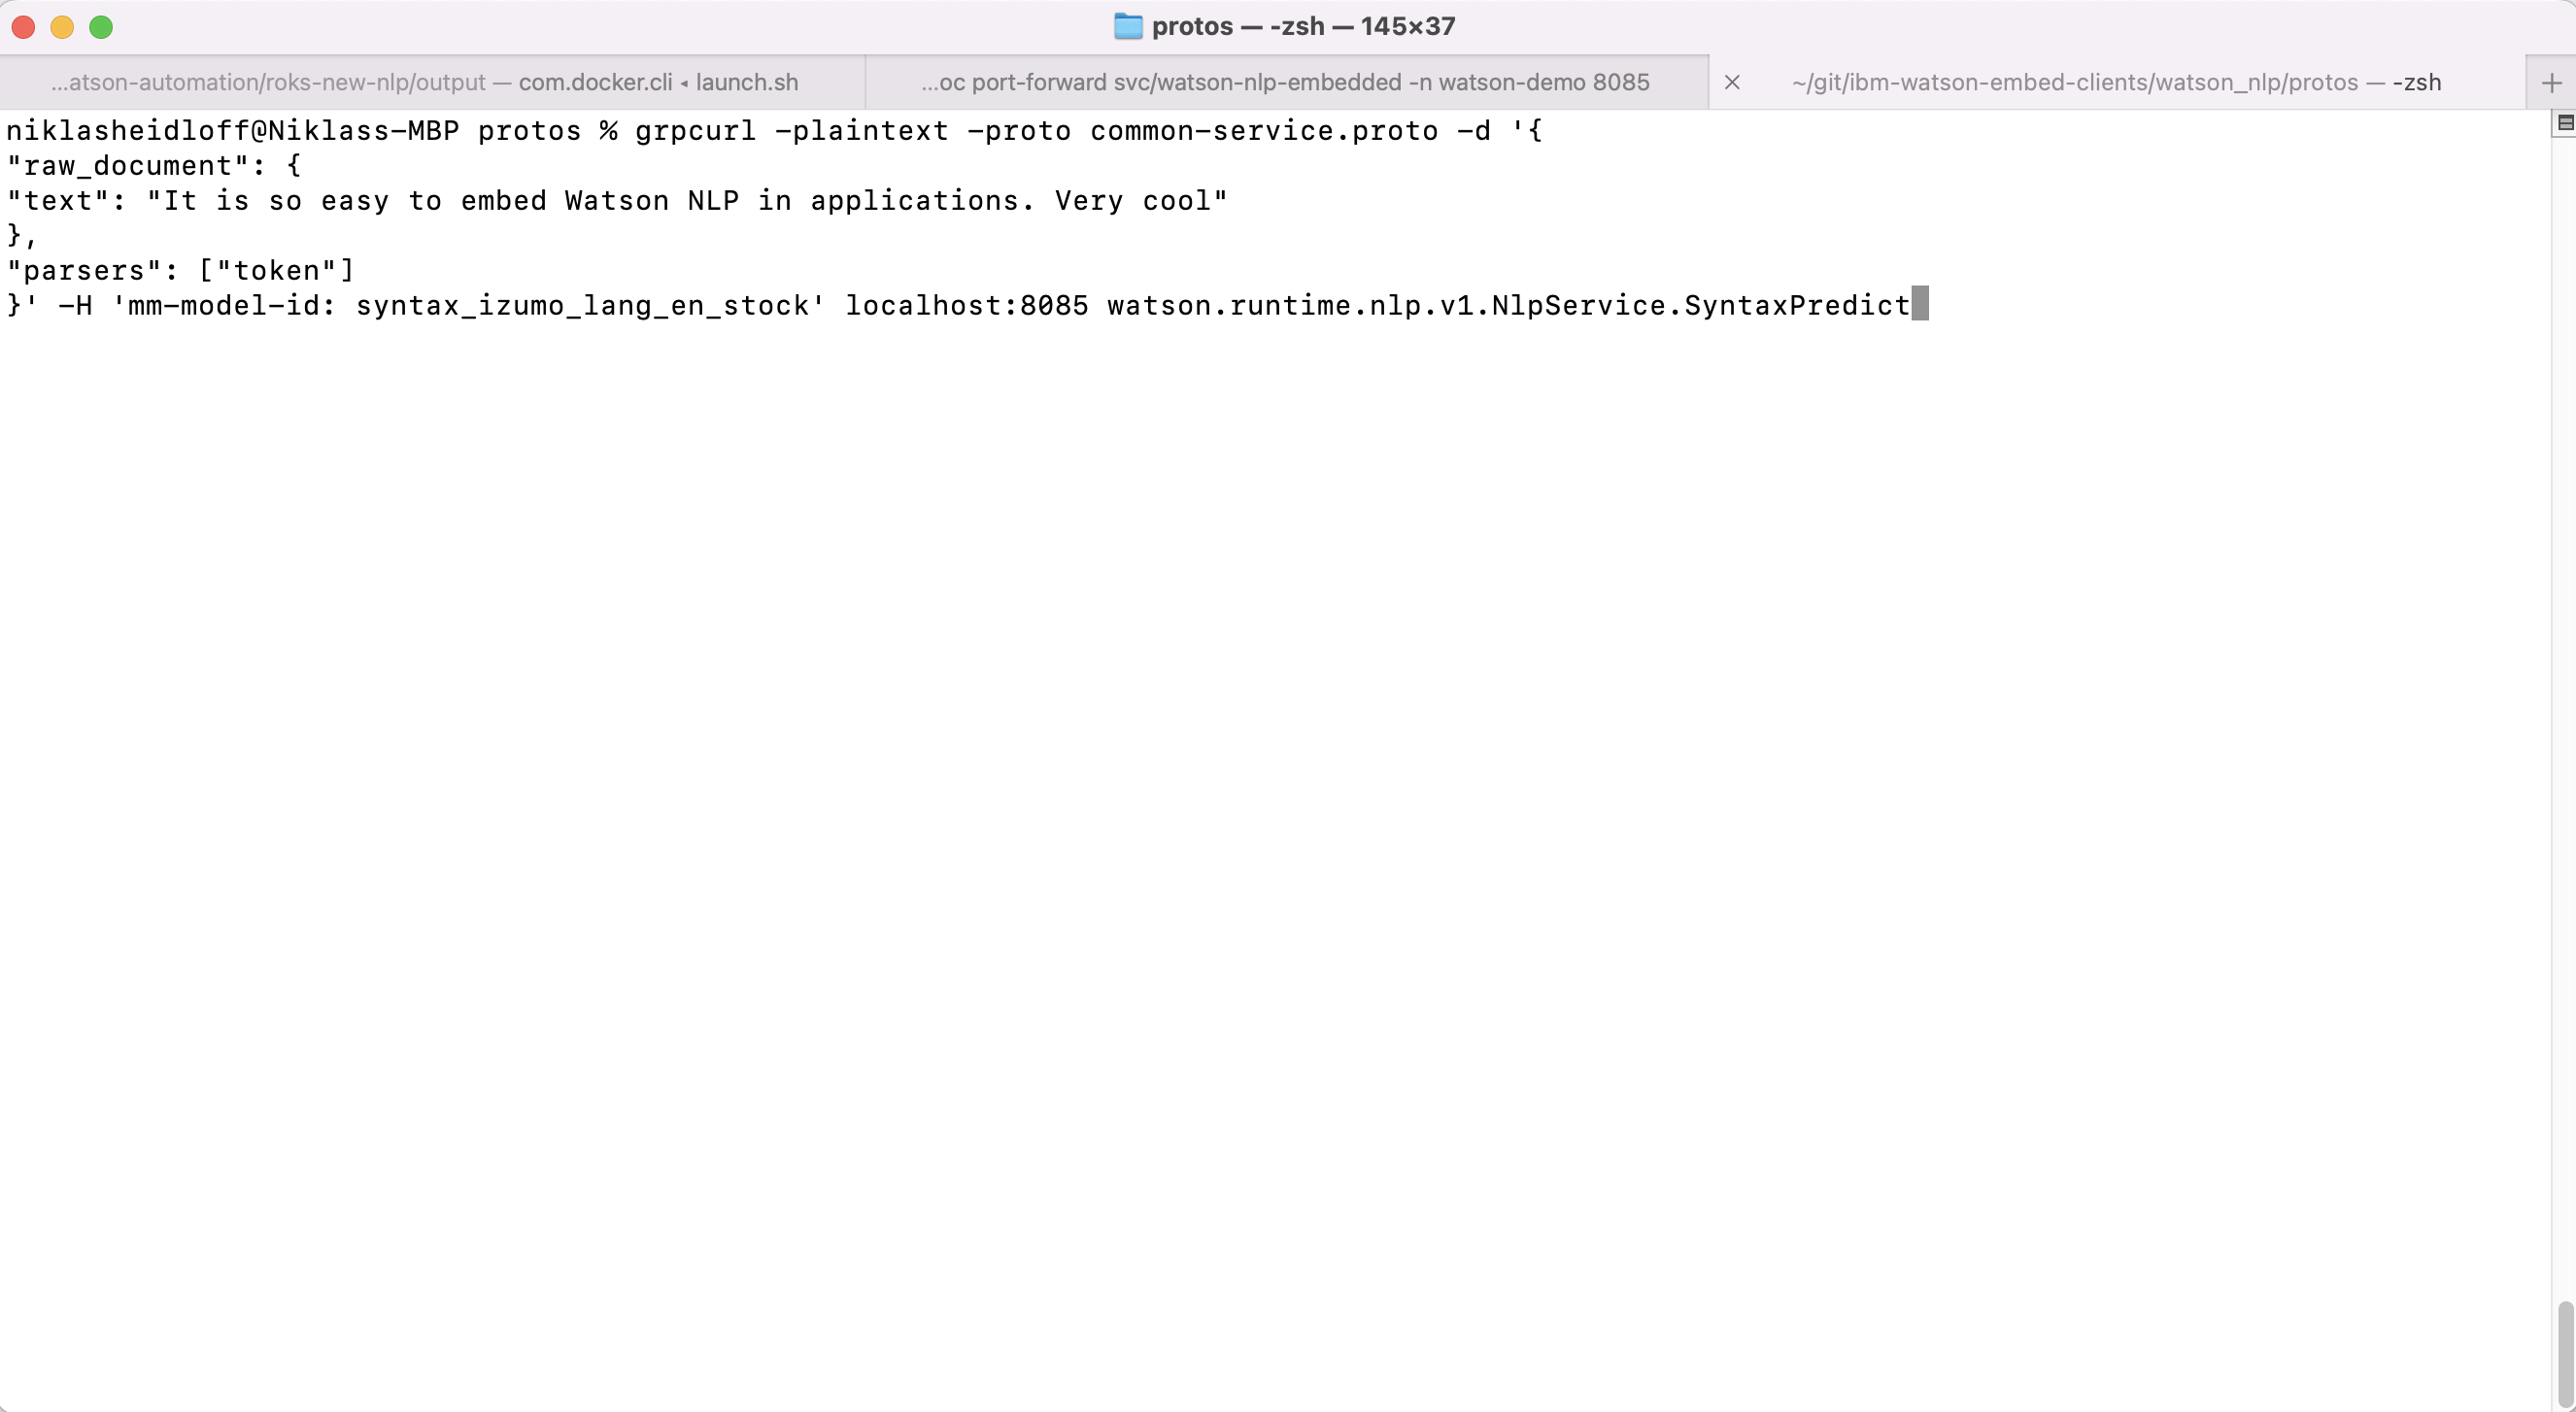 protos — -zsh — 145×37
...atson-automation/roks-new-nlp/output — com.docker.cli ◂ launch.sh
...oc port-forward svc/watson-nlp-embedded -n watson-demo 8085
~/git/ibm-watson-embed-clients/watson_nlp/protos — -zsh
niklasheidloff@Niklass-MBP protos % grpcurl -plaintext -proto common-service.proto -d '{
"raw_document": {
"text": "It is so easy to embed Watson NLP in applications. Very cool"
},
"parsers": ["token"]
}' -H 'mm-model-id: syntax_izumo_lang_en_stock' localhost:8085 watson.runtime.nlp.v1.NlpService.SyntaxPredict